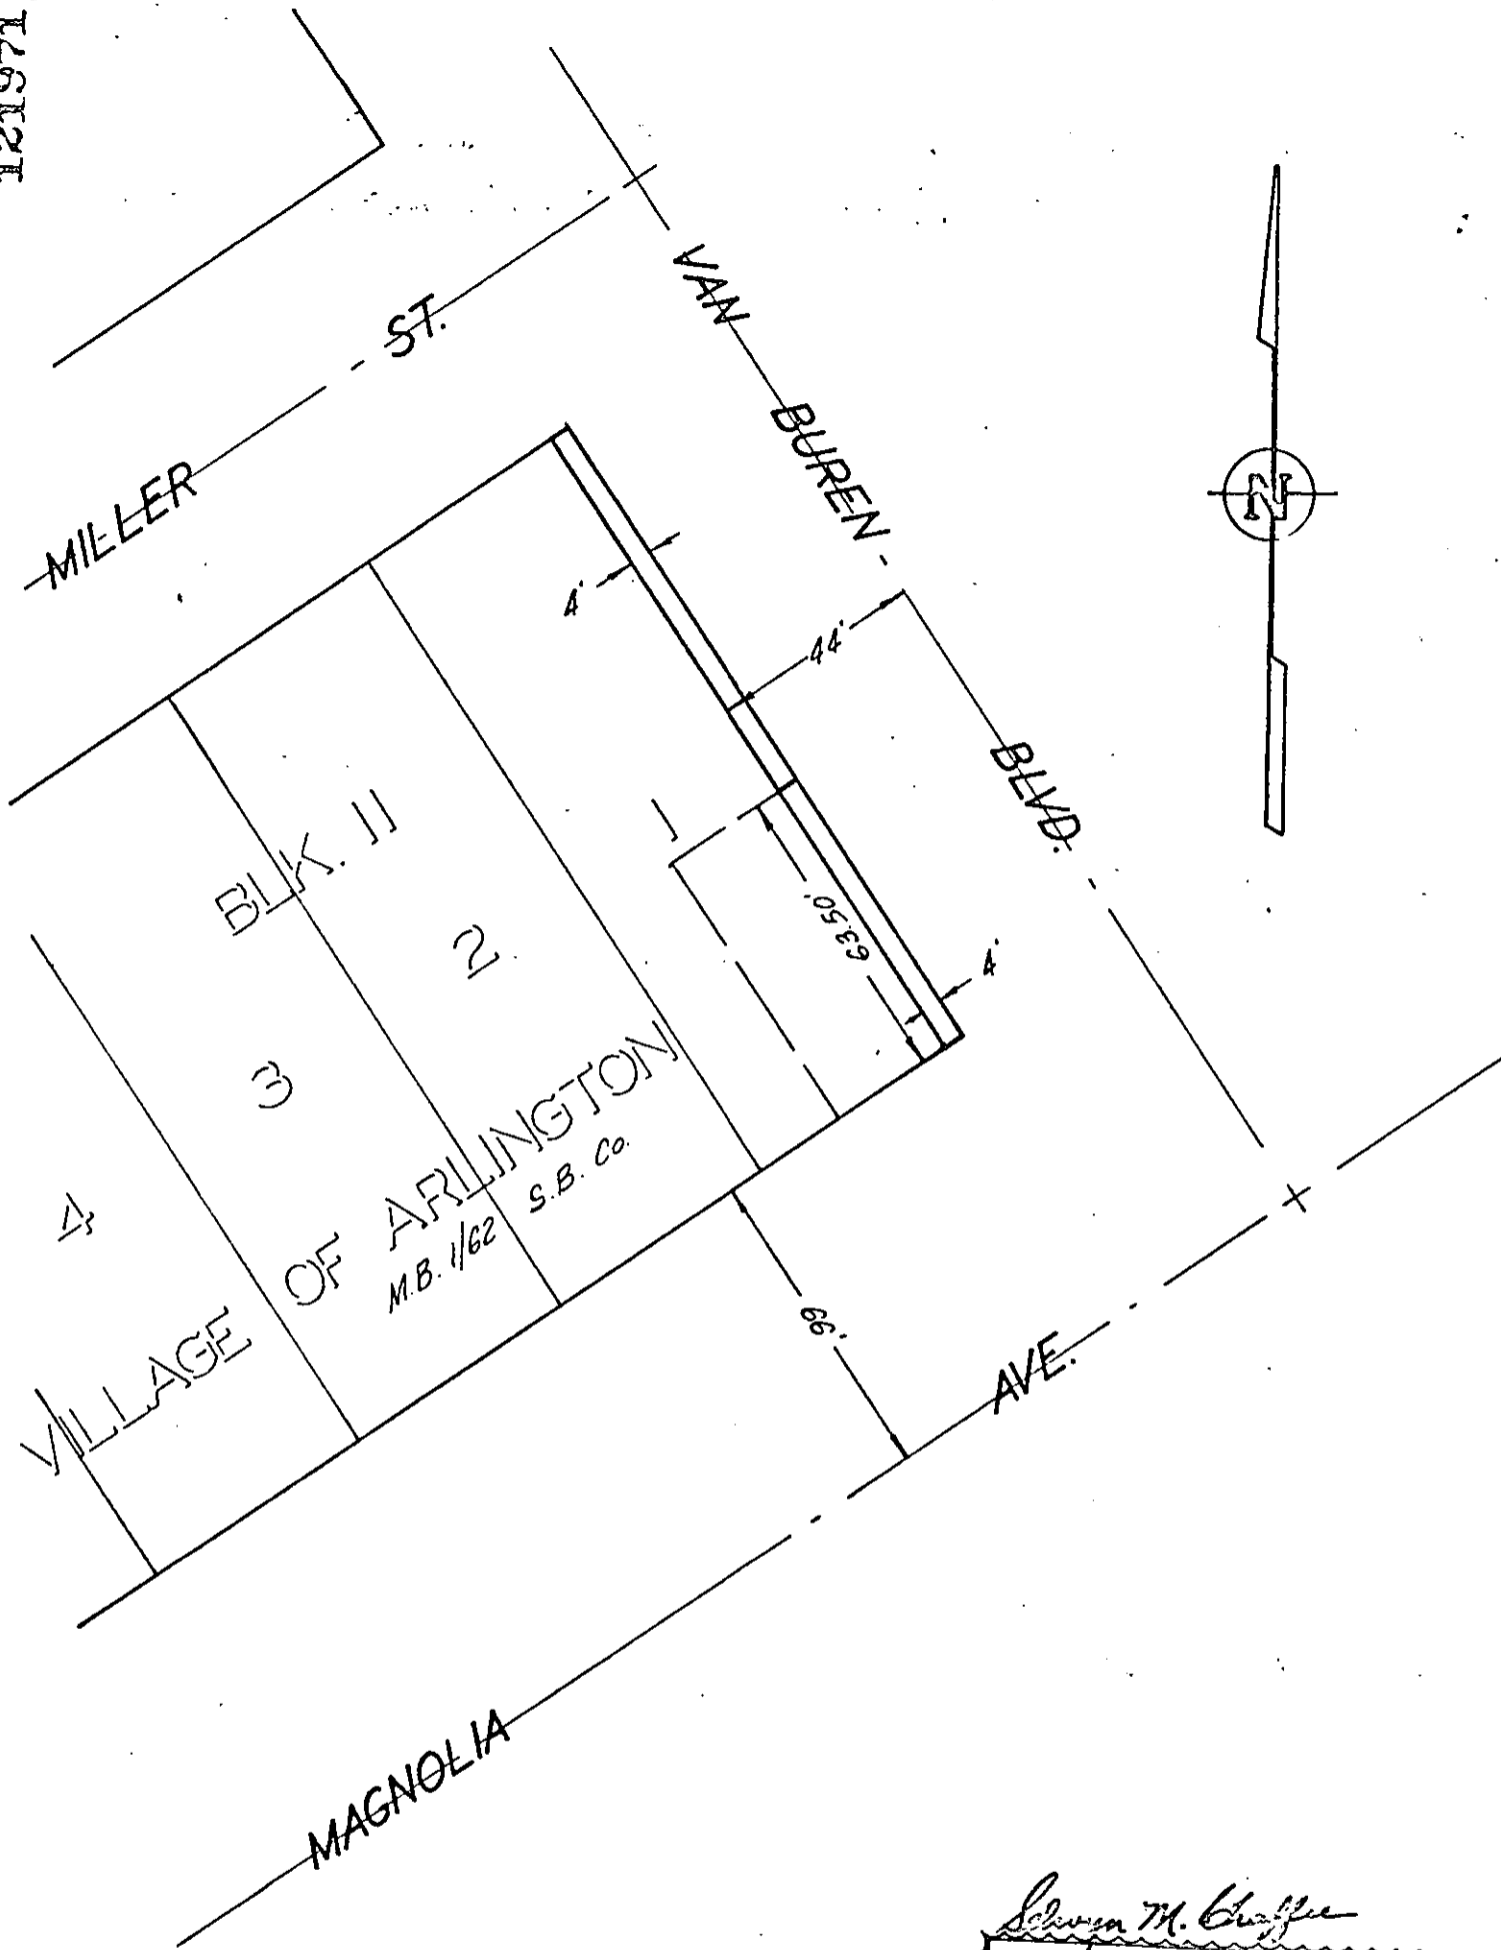 121971
MILLER ST.
VAN BUREN BLVD.
N
4'
44'
BLK. 11
1
2
3
4
63.50'
4'
VILLAGE OF ARLINGTON
M.B. 1/62 S.B. Co.
66'
MAGNOLIA AVE.
M.